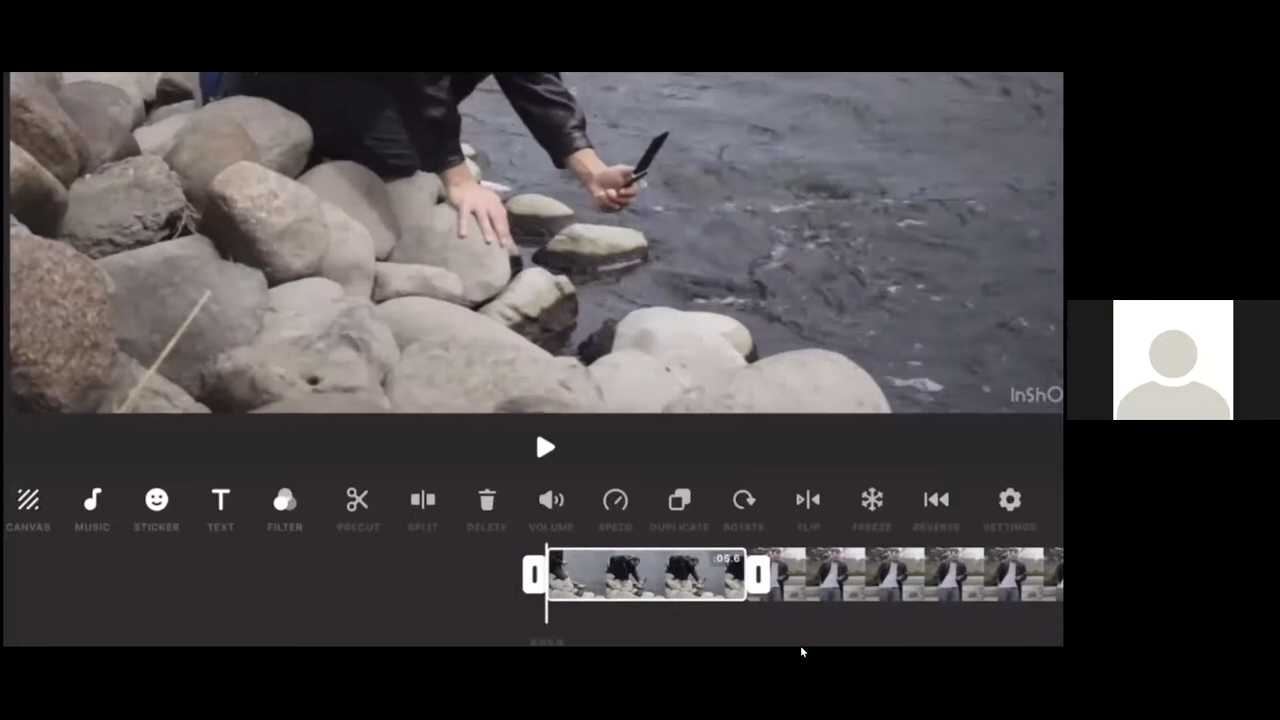 InShO
CANVAS MUSIC STICKER TEXT FILTER PRECUT SPLIT DELETE VOLUME SPEED DUPLICATE ROTATE FLIP FREEZE REVERSE SETTINGS
:05.6